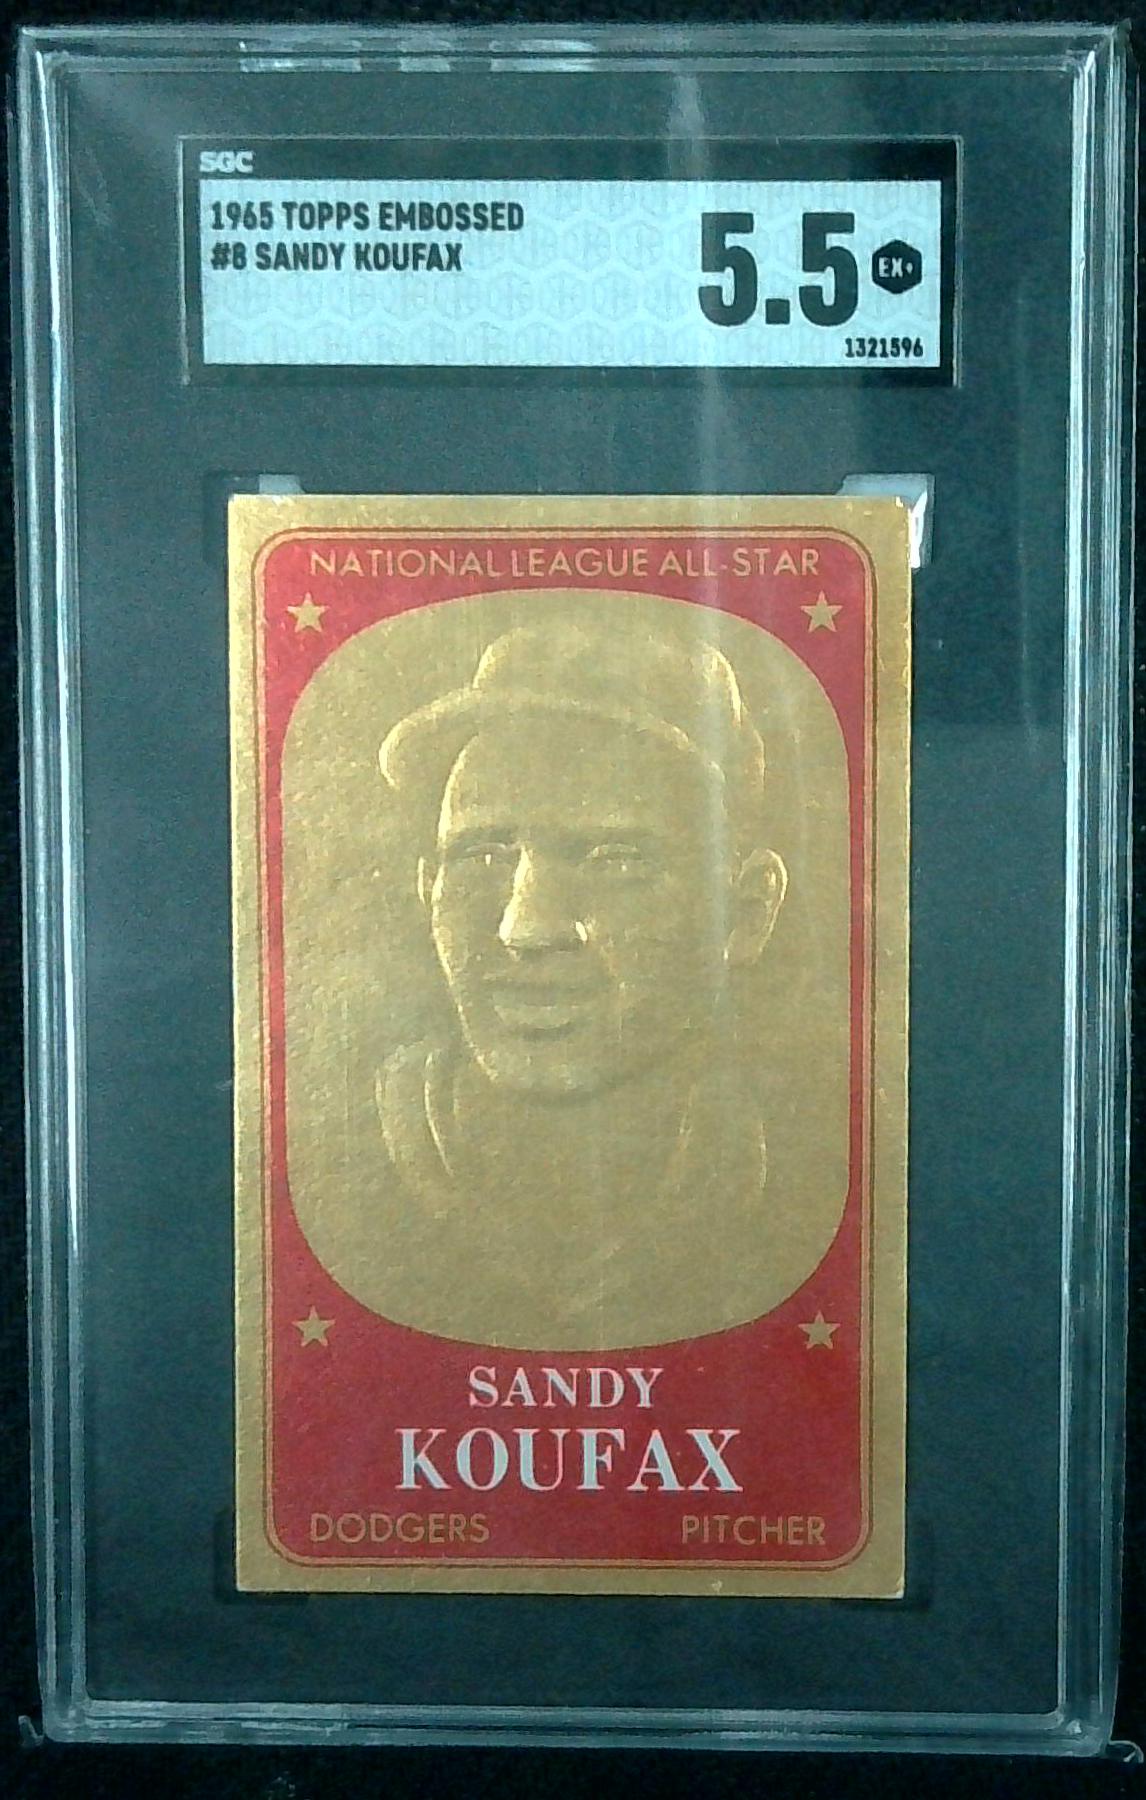 SGC
1965 TOPPS EMBOSSED
#8 SANDY KOUFAX
5.5 EX+
1321596
NATIONAL LEAGUE ALL-STAR
SANDY
KOUFAX
DODGERS PITCHER